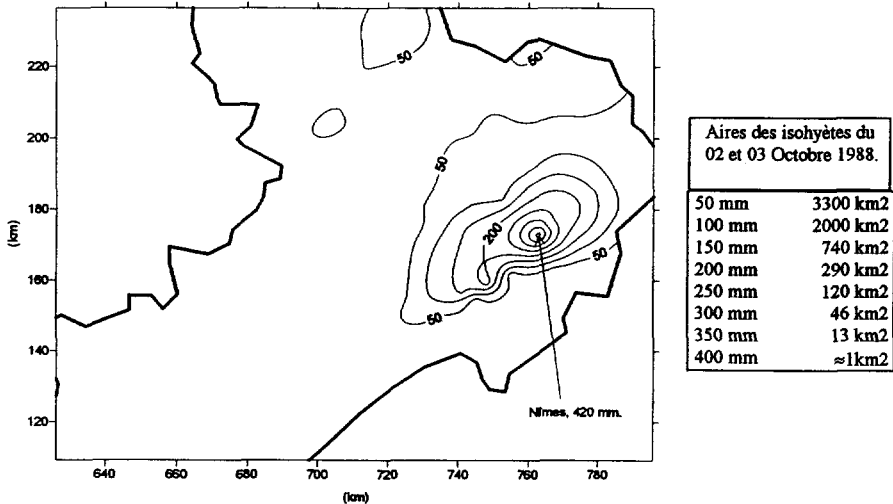 220
200
180
(km)
160
140
120
640
660
680
700
720
740
760
780
(km)
50
50
50
50
50
200
Nîmes, 420 mm.
Aires des isohyètes du
02 et 03 Octobre 1988.
50 mm 3300 km2
100 mm 2000 km2
150 mm 740 km2
200 mm 290 km2
250 mm 120 km2
300 mm 46 km2
350 mm 13 km2
400 mm ≈1km2